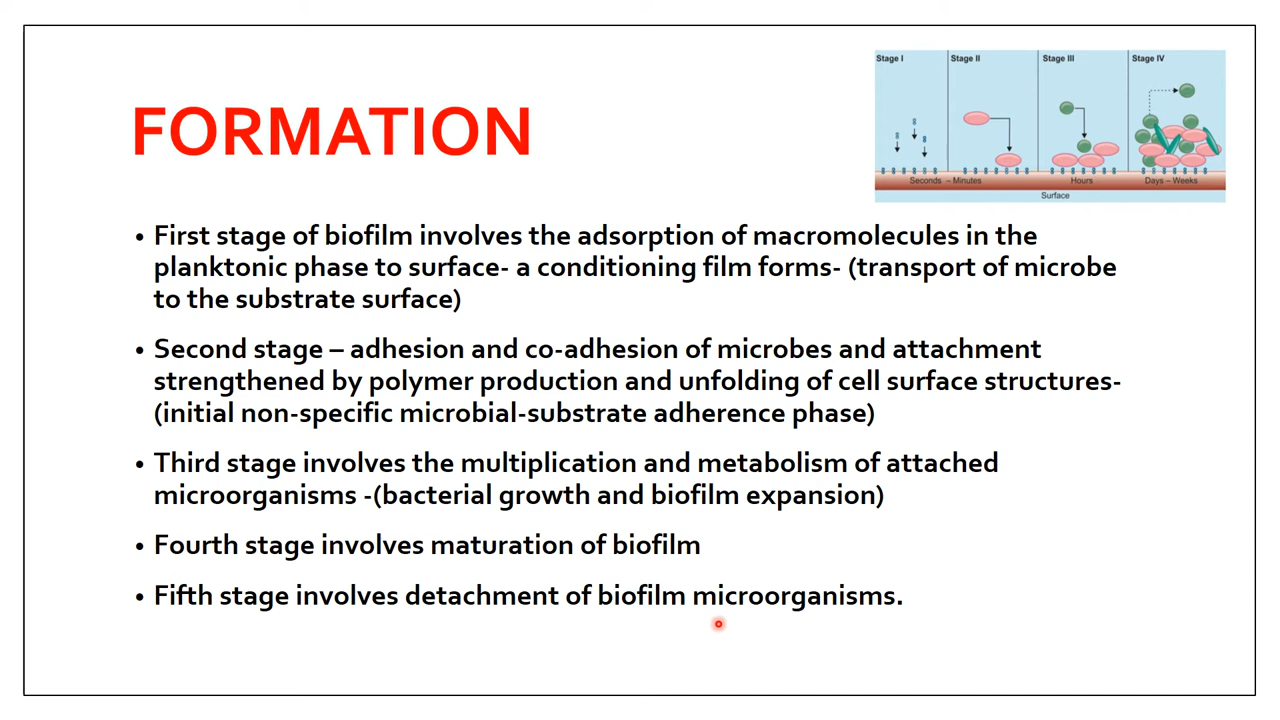 Stage I
Stage II
Stage III
Stage IV
Seconds – Minutes
Hours
Days – Weeks
Surface
FORMATION
• First stage of biofilm involves the adsorption of macromolecules in the
planktonic phase to surface- a conditioning film forms- (transport of microbe
to the substrate surface)
• Second stage – adhesion and co-adhesion of microbes and attachment
strengthened by polymer production and unfolding of cell surface structures-
(initial non-specific microbial-substrate adherence phase)
• Third stage involves the multiplication and metabolism of attached
microorganisms -(bacterial growth and biofilm expansion)
• Fourth stage involves maturation of biofilm
• Fifth stage involves detachment of biofilm microorganisms.